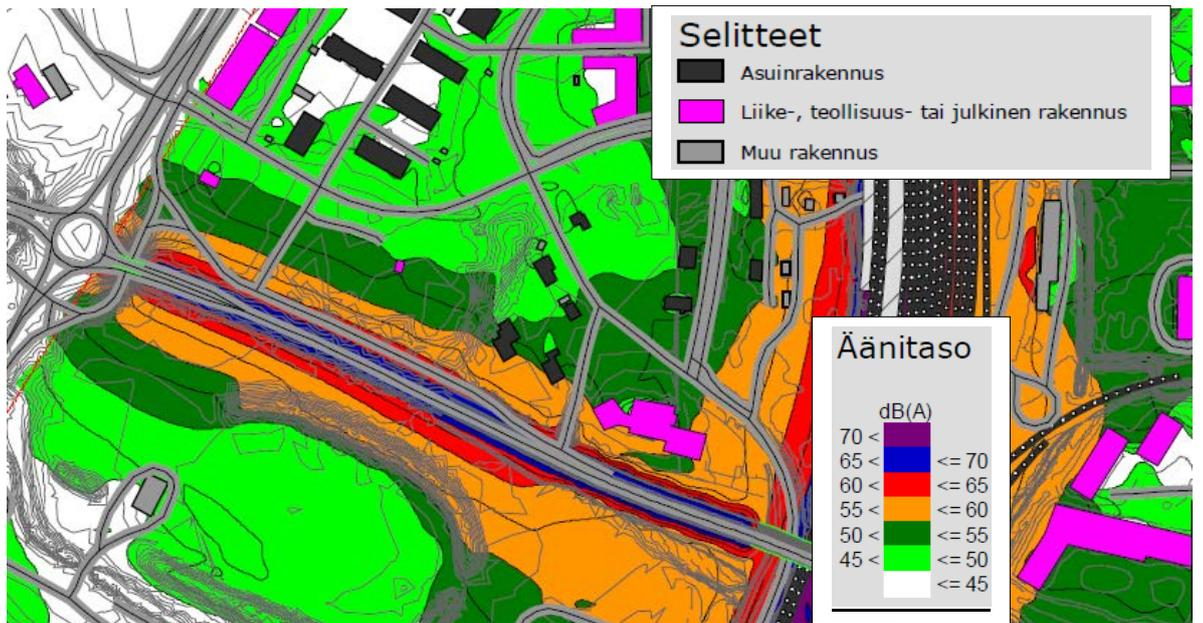 Selitteet
Asuinrakennus
Liike-, teollisuus- tai julkinen rakennus
Muu rakennus
Äänitaso
dB(A)
70 <
65 < <= 70
60 < <= 65
55 < <= 60
50 < <= 55
45 < <= 50
<= 45